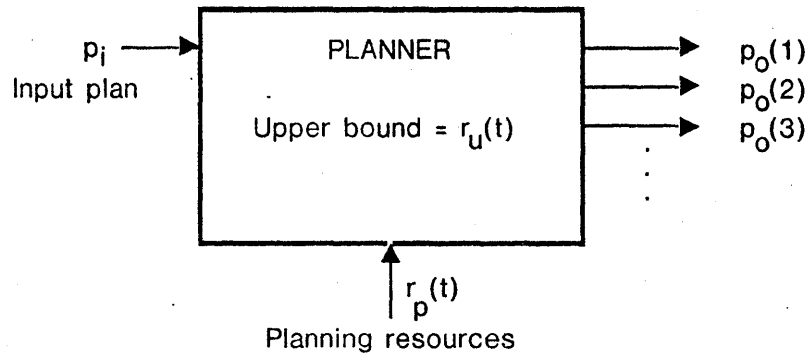 p_i
Input plan
PLANNER
Upper bound = r_u(t)
p_o(1)
p_o(2)
p_o(3)
r_p(t)
Planning resources